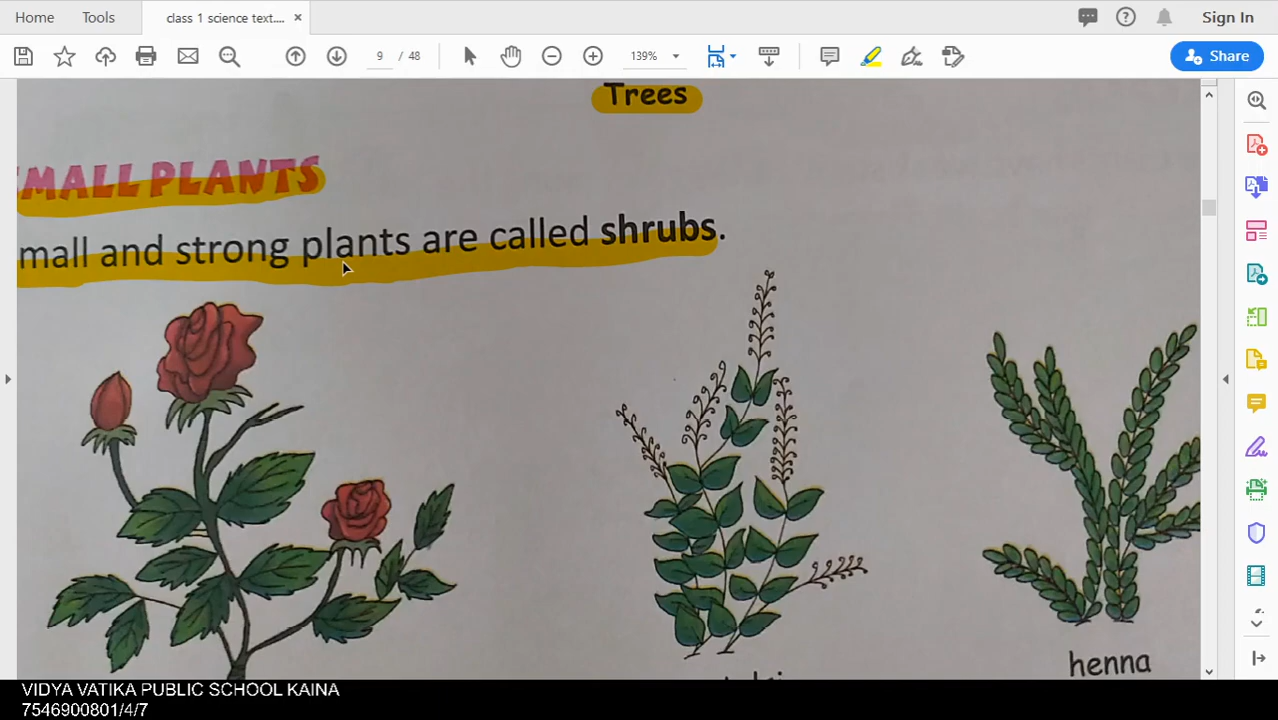 Home
Tools
class 1 science text....
Sign In
9 / 48
139%
Share
Trees
MALL PLANTS
mall and strong plants are called shrubs.
henna
VIDYA VATIKA PUBLIC SCHOOL KAINA
7546900801/4/7